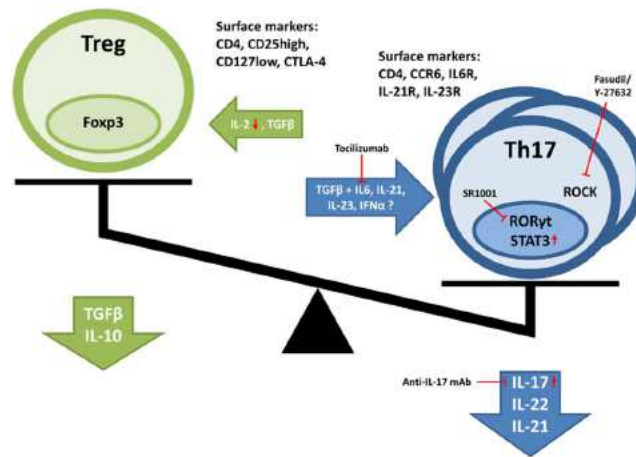 Treg
Foxp3
Surface markers:
CD4, CD25high,
CD127low, CTLA-4
IL-2 , TGFβ
Surface markers:
CD4, CCR6, IL6R,
IL-21R, IL-23R
Fasudil/
Y-27632
Tocilizumab
TGFβ + IL6, IL-21,
IL-23, IFNα ?
Th17
ROCK
SR1001
RORγt
STAT3
TGFβ
IL-10
Anti-IL-17 mAb
IL-17
IL-22
IL-21